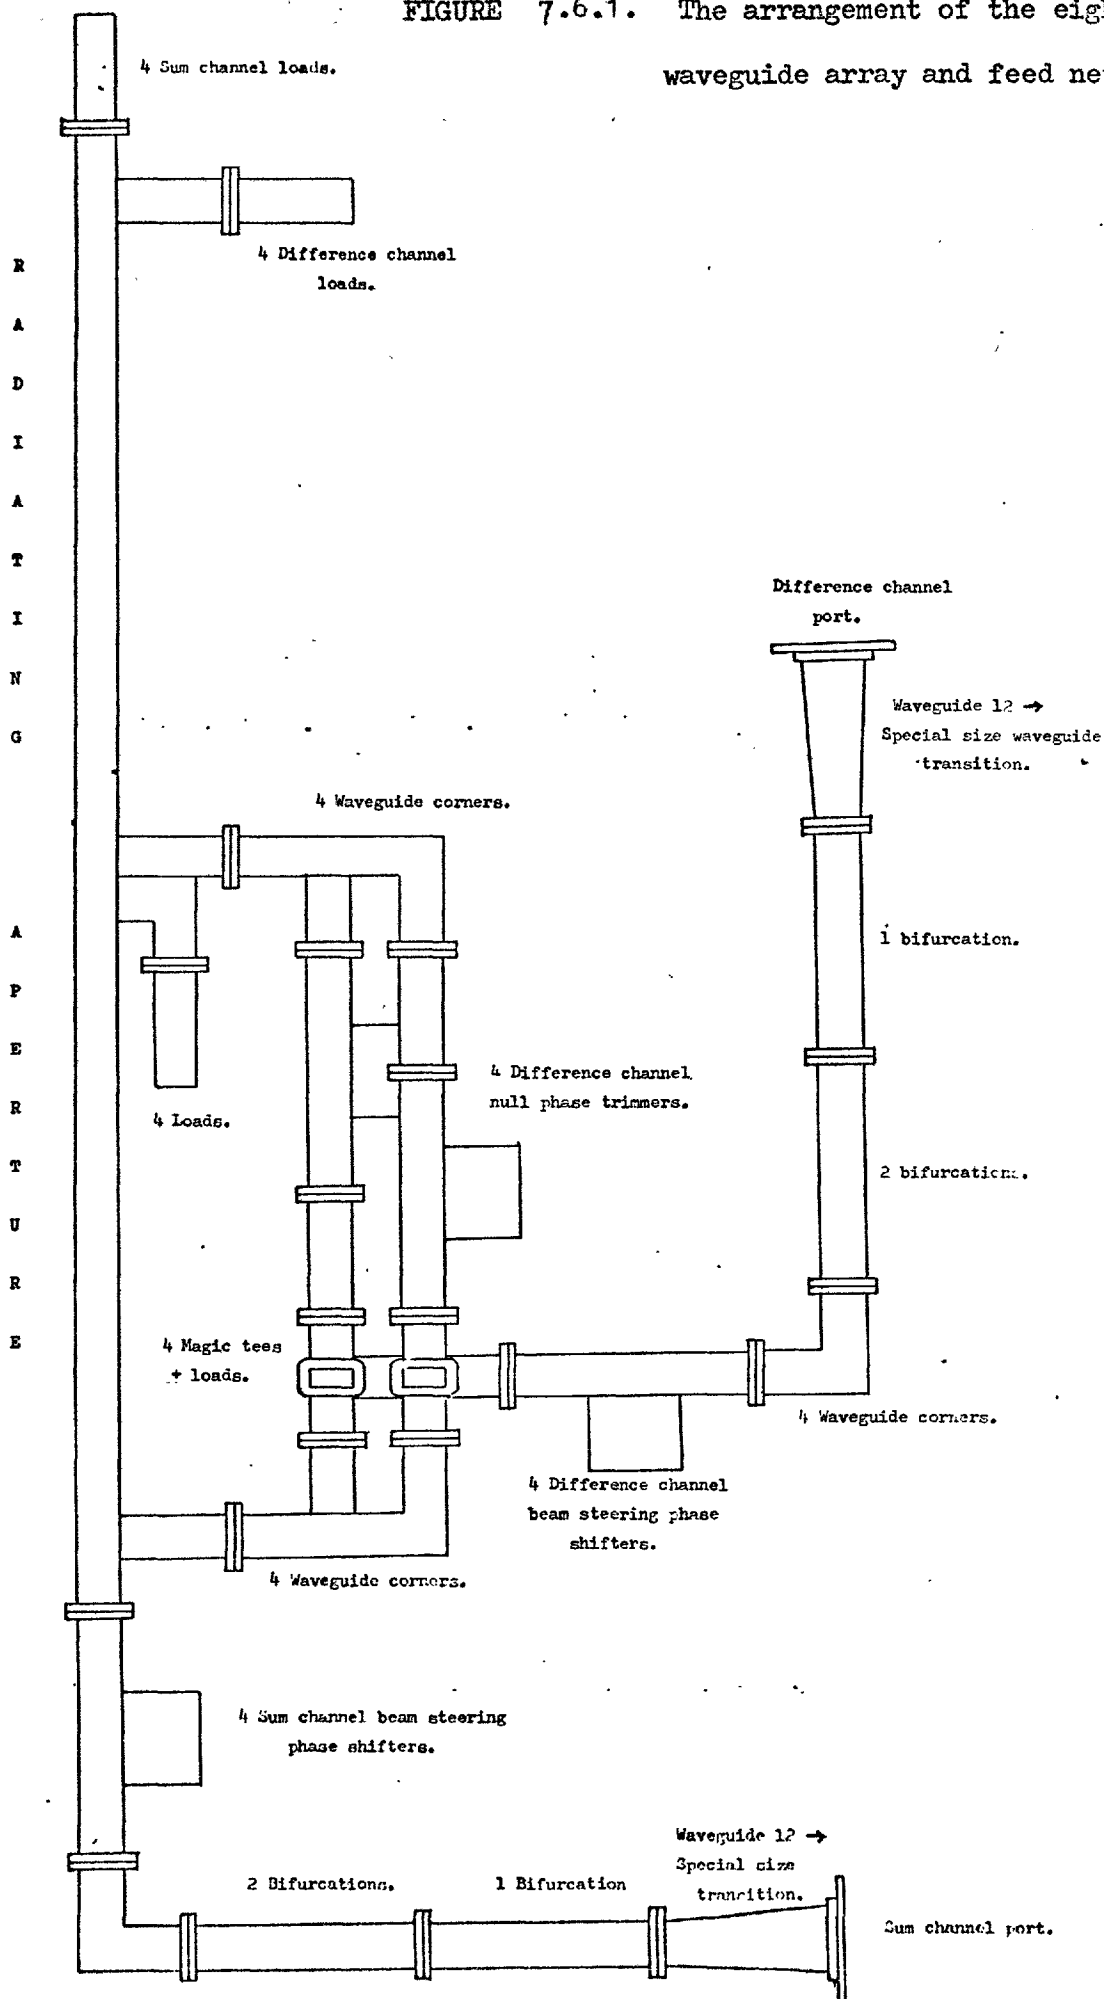 FIGURE 7.6.1. The arrangement of the
waveguide array and feed
4 Sum channel loads.
4 Difference channel
loads.
RADIATING APERTURE
Difference channel
port.
Waveguide 12 →
Special size waveguide
transition.
4 Waveguide corners.
1 bifurcation.
4 Difference channel
null phase trimmers.
4 Loads.
2 bifurcations.
4 Magic tees
+ loads.
4 Waveguide corners.
4 Difference channel
beam steering phase
shifters.
4 Waveguide corners.
4 Sum channel beam steering
phase shifters.
Waveguide 12 →
Special size
transition.
2 Bifurcations.
1 Bifurcation
Sum channel port.